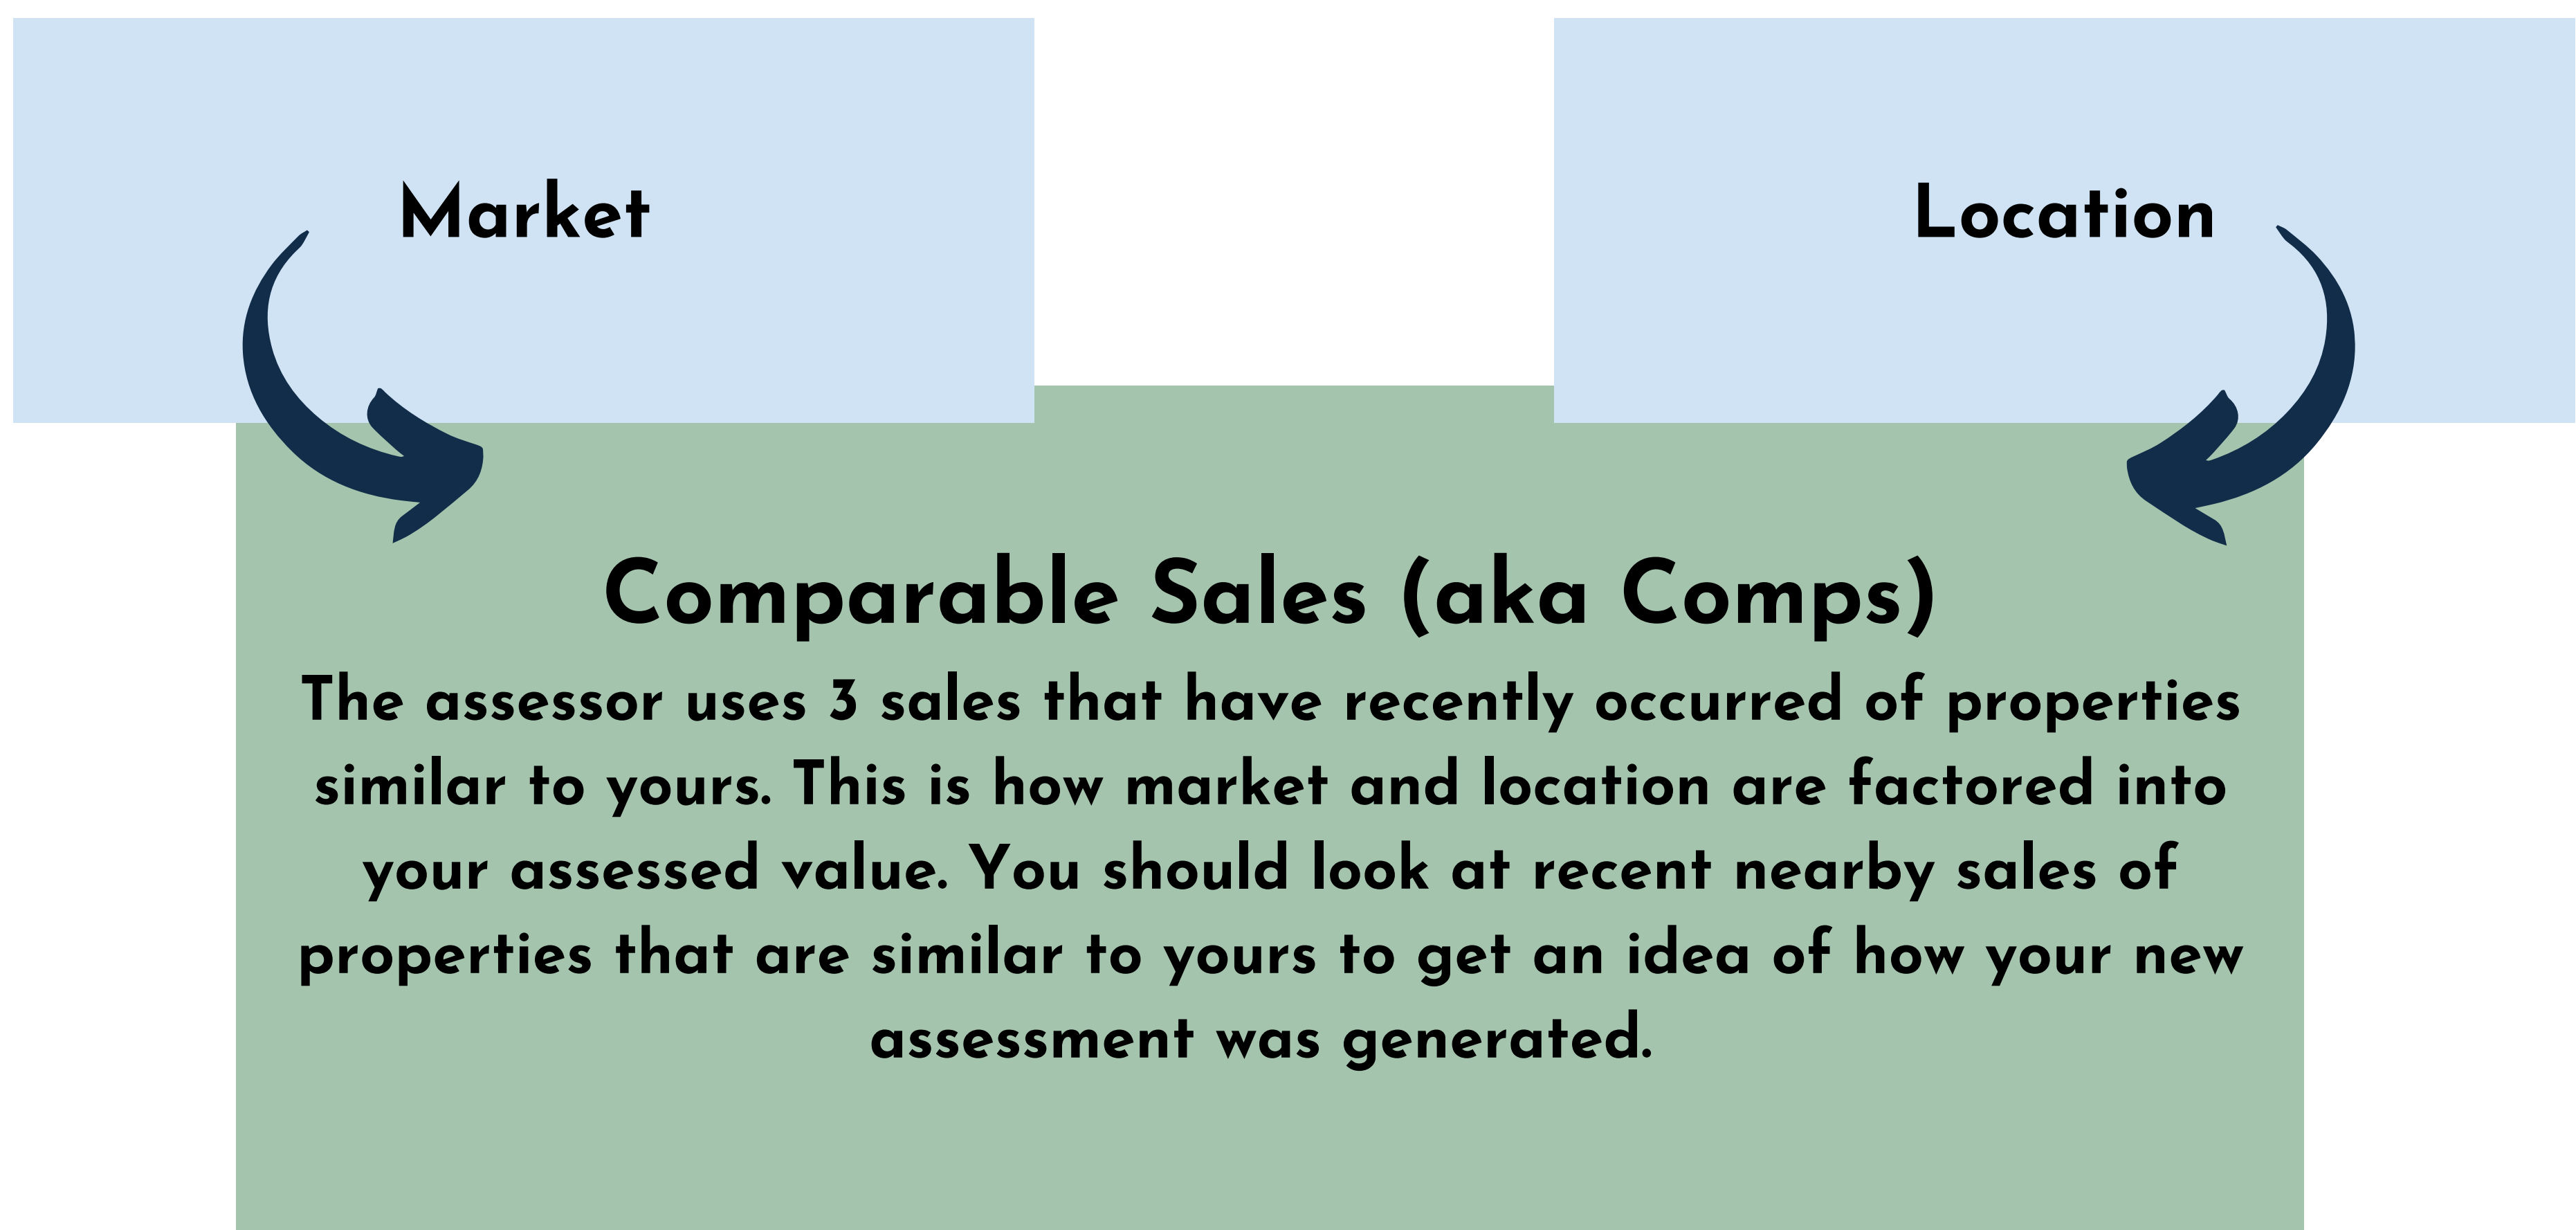 Market
Location
Comparable Sales (aka Comps)
The assessor uses 3 sales that have recently occurred of properties
similar to yours. This is how market and location are factored into
your assessed value. You should look at recent nearby sales of
properties that are similar to yours to get an idea of how your new
assessment was generated.